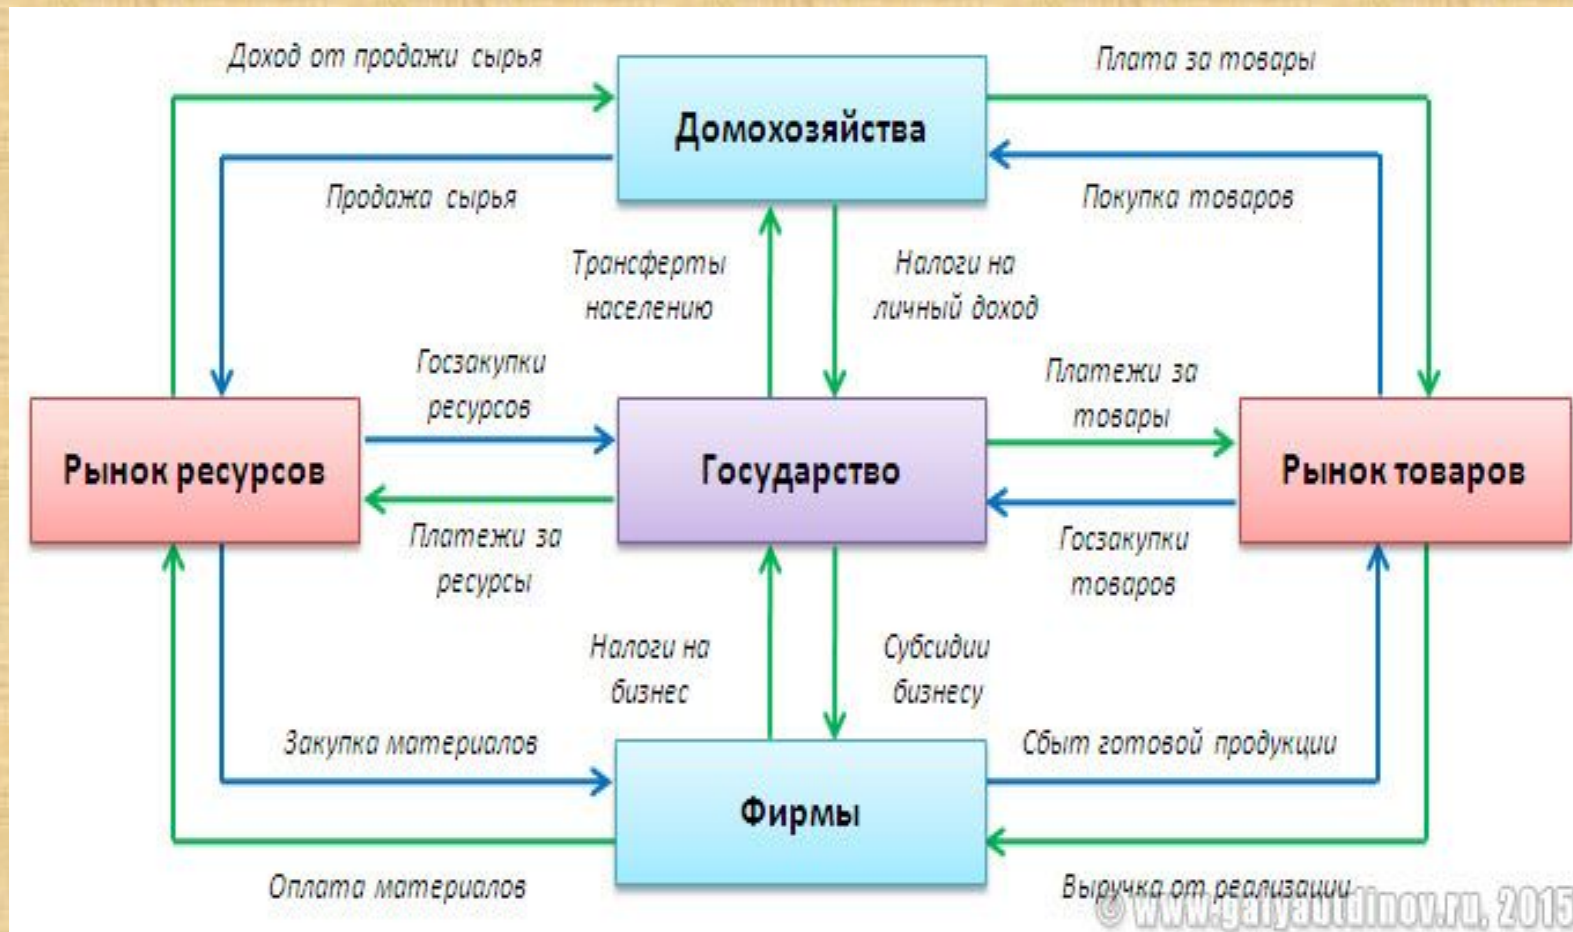 Доход от продажи сырья
Плата за товары
Домохозяйства
Продажа сырья
Покупка товаров
Трансферты
населению
Налоги на
личный доход
Госзакупки
ресурсов
Платежи за
товары
Рынок ресурсов
Государство
Рынок товаров
Платежи за
ресурсы
Госзакупки
товаров
Налоги на
бизнес
Субсидии
бизнесу
Закупка материалов
Сбыт готовой продукции
Фирмы
Оплата материалов
Выручка от реализации
© www.galyautdinov.ru, 2015